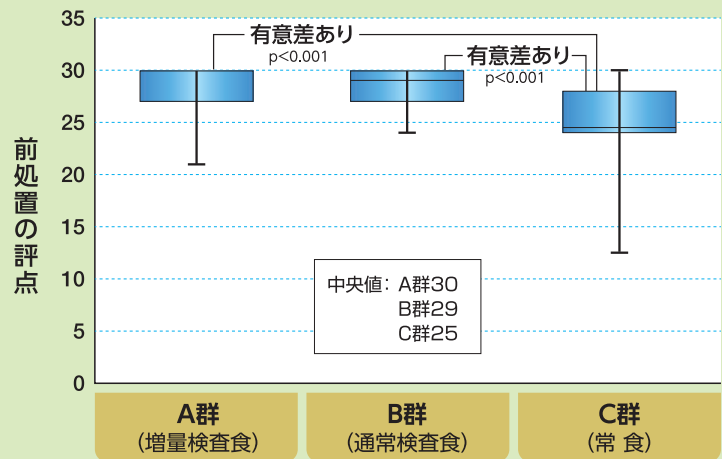 35
30
25
20
15
10
5
0
前処置の評点
有意差あり
p<0.001
有意差あり
p<0.001
中央値: A群30
B群29
C群25
A群
(増量検査食)
B群
(通常検査食)
C群
(常 食)